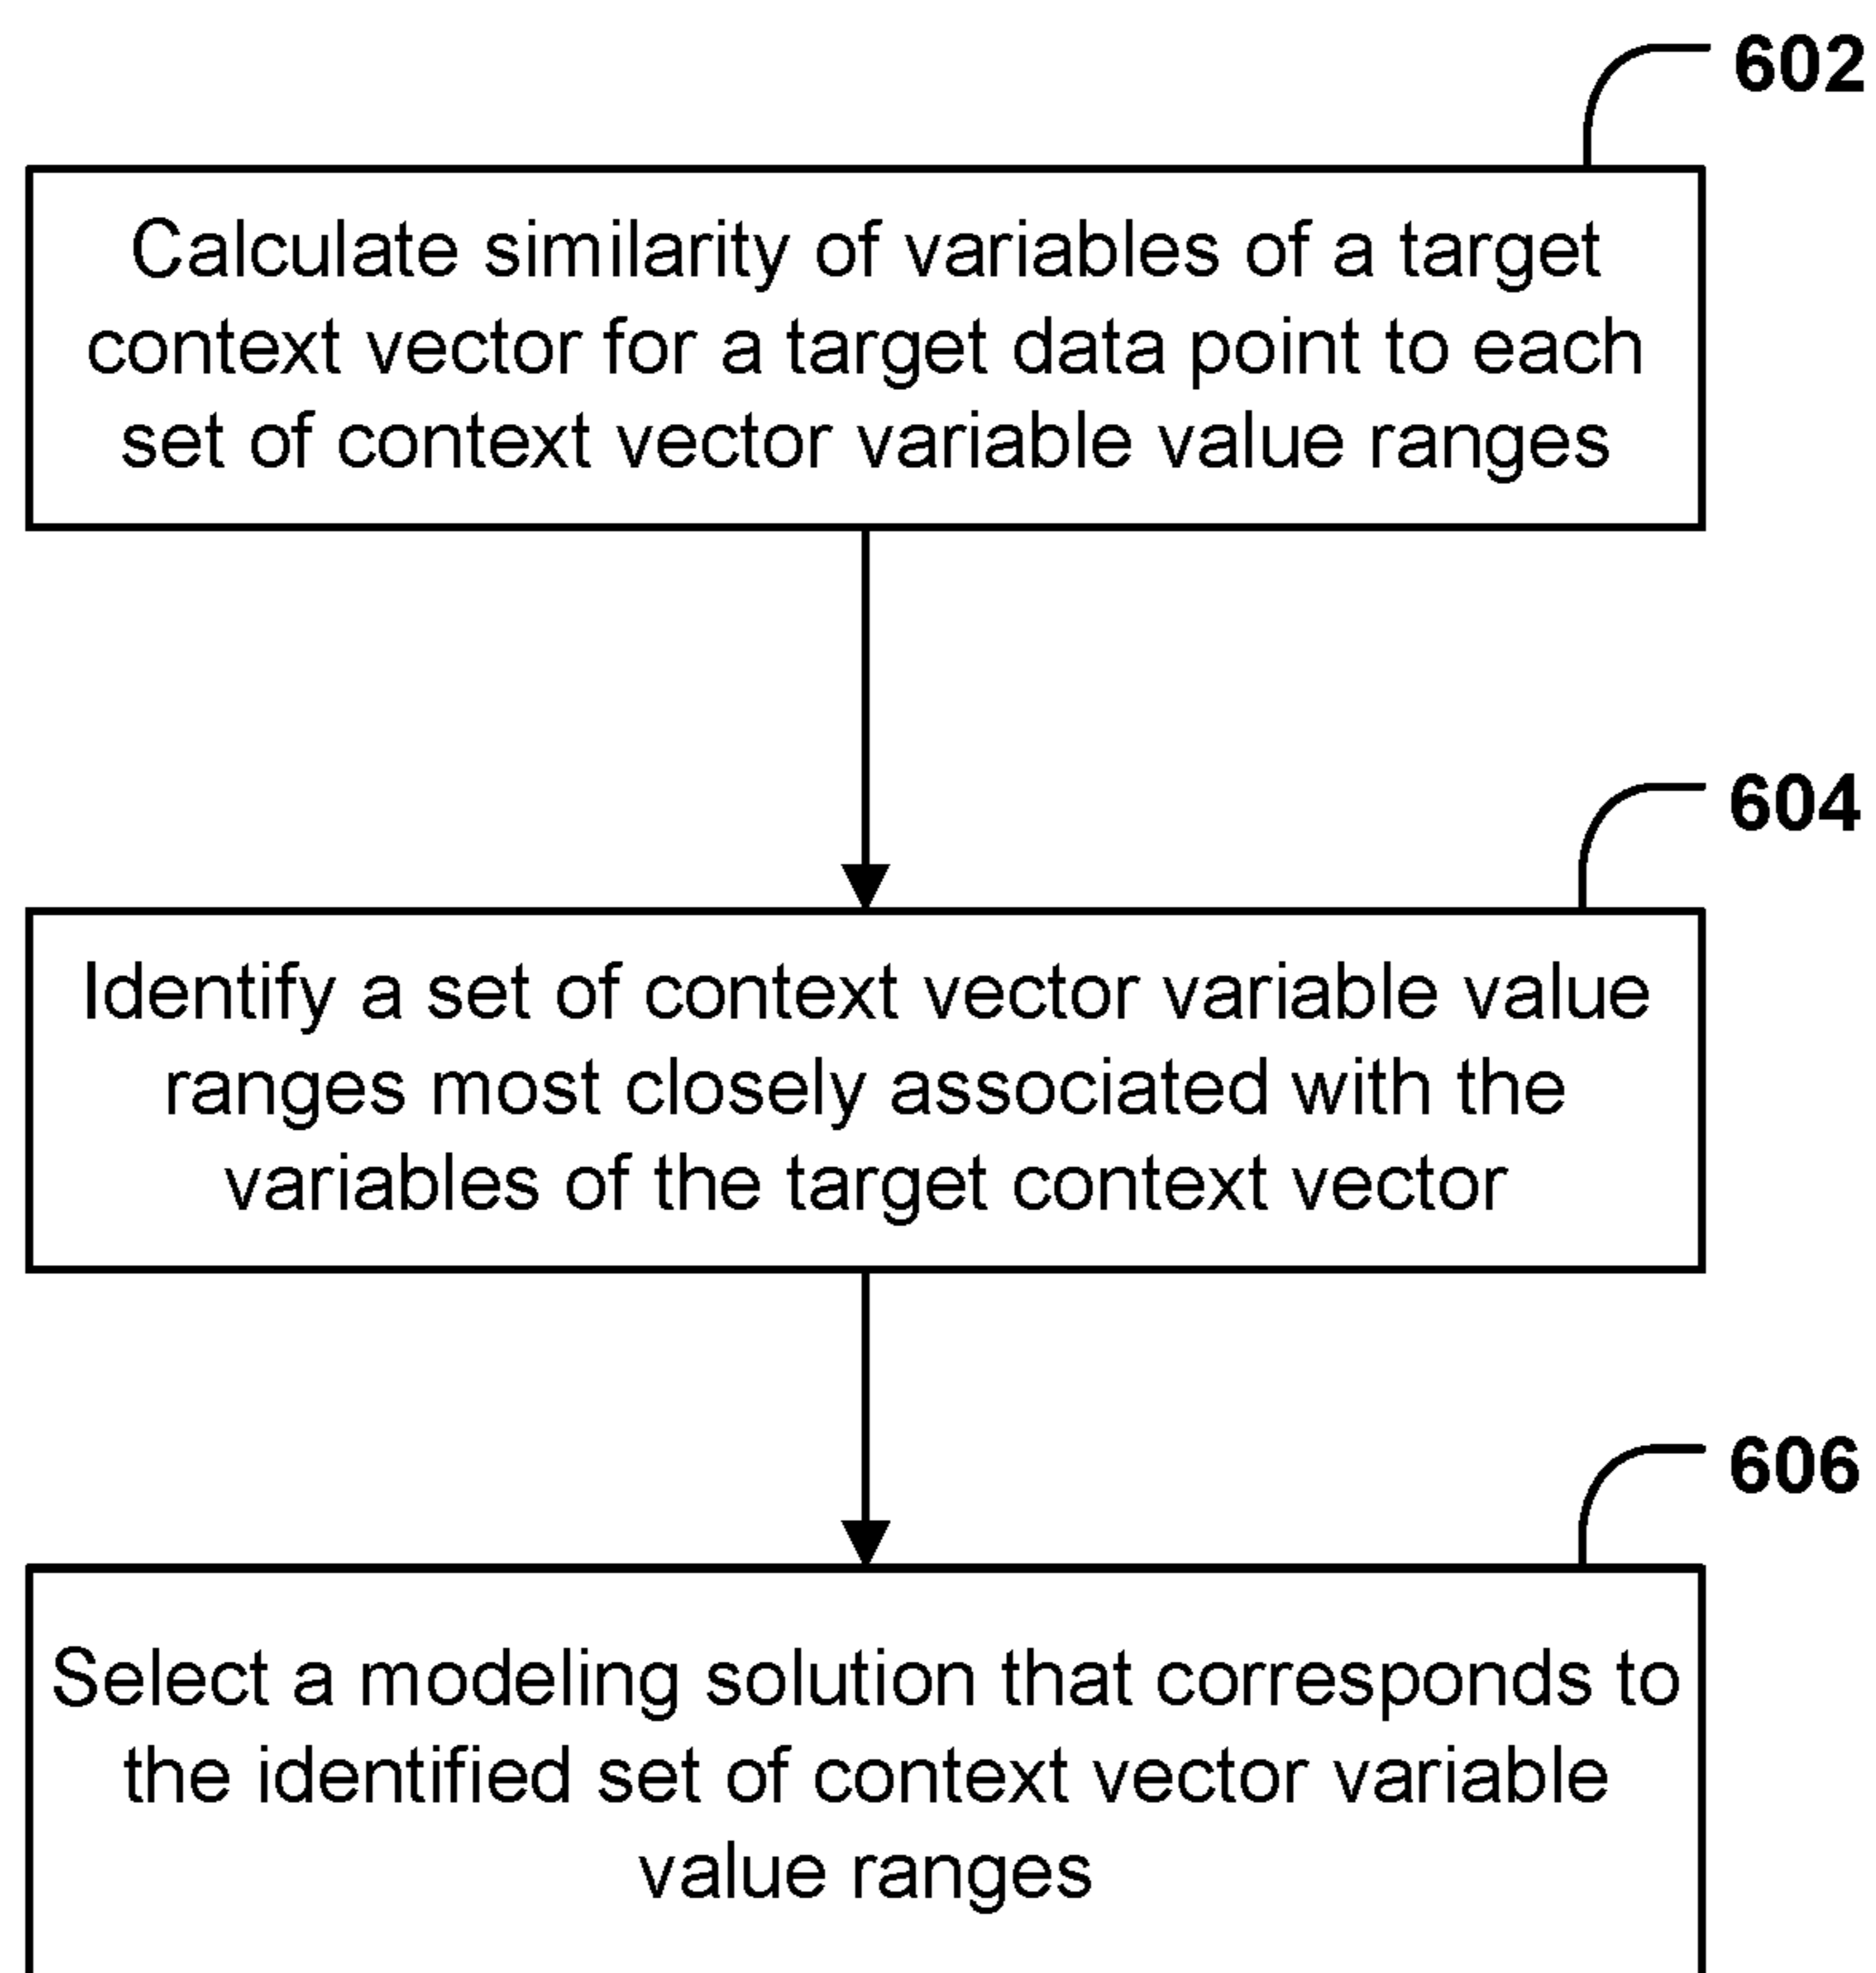 602
Calculate similarity of variables of a target
context vector for a target data point to each
set of context vector variable value ranges
604
Identify a set of context vector variable value
ranges most closely associated with the
variables of the target context vector
606
Select a modeling solution that corresponds to
the identified set of context vector variable
value ranges